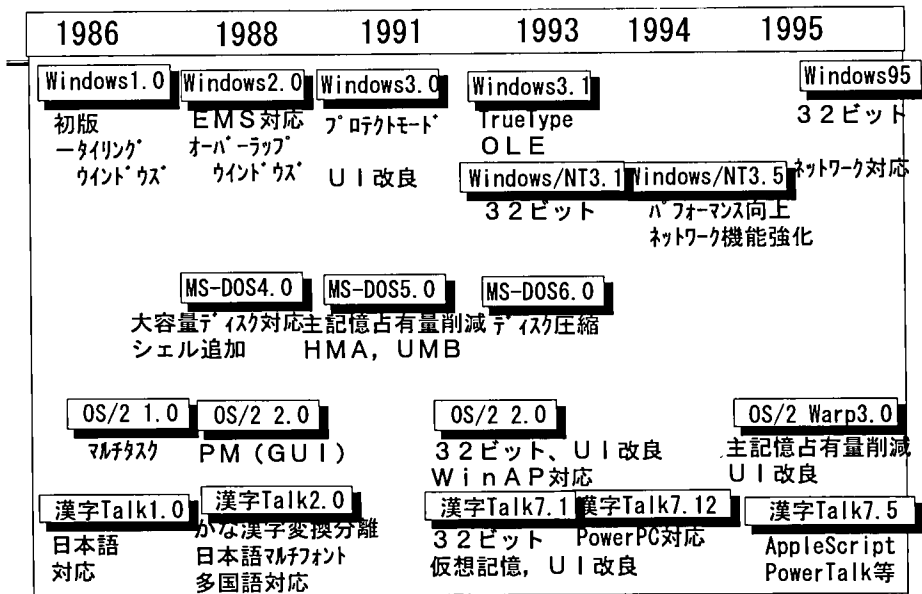 1986 1988 1991 1993 1994 1995
Windows1.0 Windows2.0 Windows3.0 Windows3.1 Windows95
初版 EMS対応 プロテクトモード TrueType 32ビット
ータイリング オーバーラップ OLE
ウインドウズ ウインドウズ UI改良 ネットワーク対応
Windows/NT3.1 Windows/NT3.5
32ビット パフォーマンス向上
ネットワーク機能強化
MS-DOS4.0 MS-DOS5.0 MS-DOS6.0
大容量ディスク対応 主記憶占有量削減 ディスク圧縮
シェル追加 HMA, UMB
OS/2 1.0 OS/2 2.0 OS/2 2.0 OS/2 Warp3.0
マルチタスク PM(GUI) 32ビット、UI改良 主記憶占有量削減
WinAP対応 UI改良
漢字Talk1.0 漢字Talk2.0 漢字Talk7.1 漢字Talk7.12 漢字Talk7.5
日本語 かな漢字変換分離 32ビット PowerPC対応 AppleScript
対応 日本語マルチフォント 仮想記憶, UI改良 PowerTalk等
多国語対応